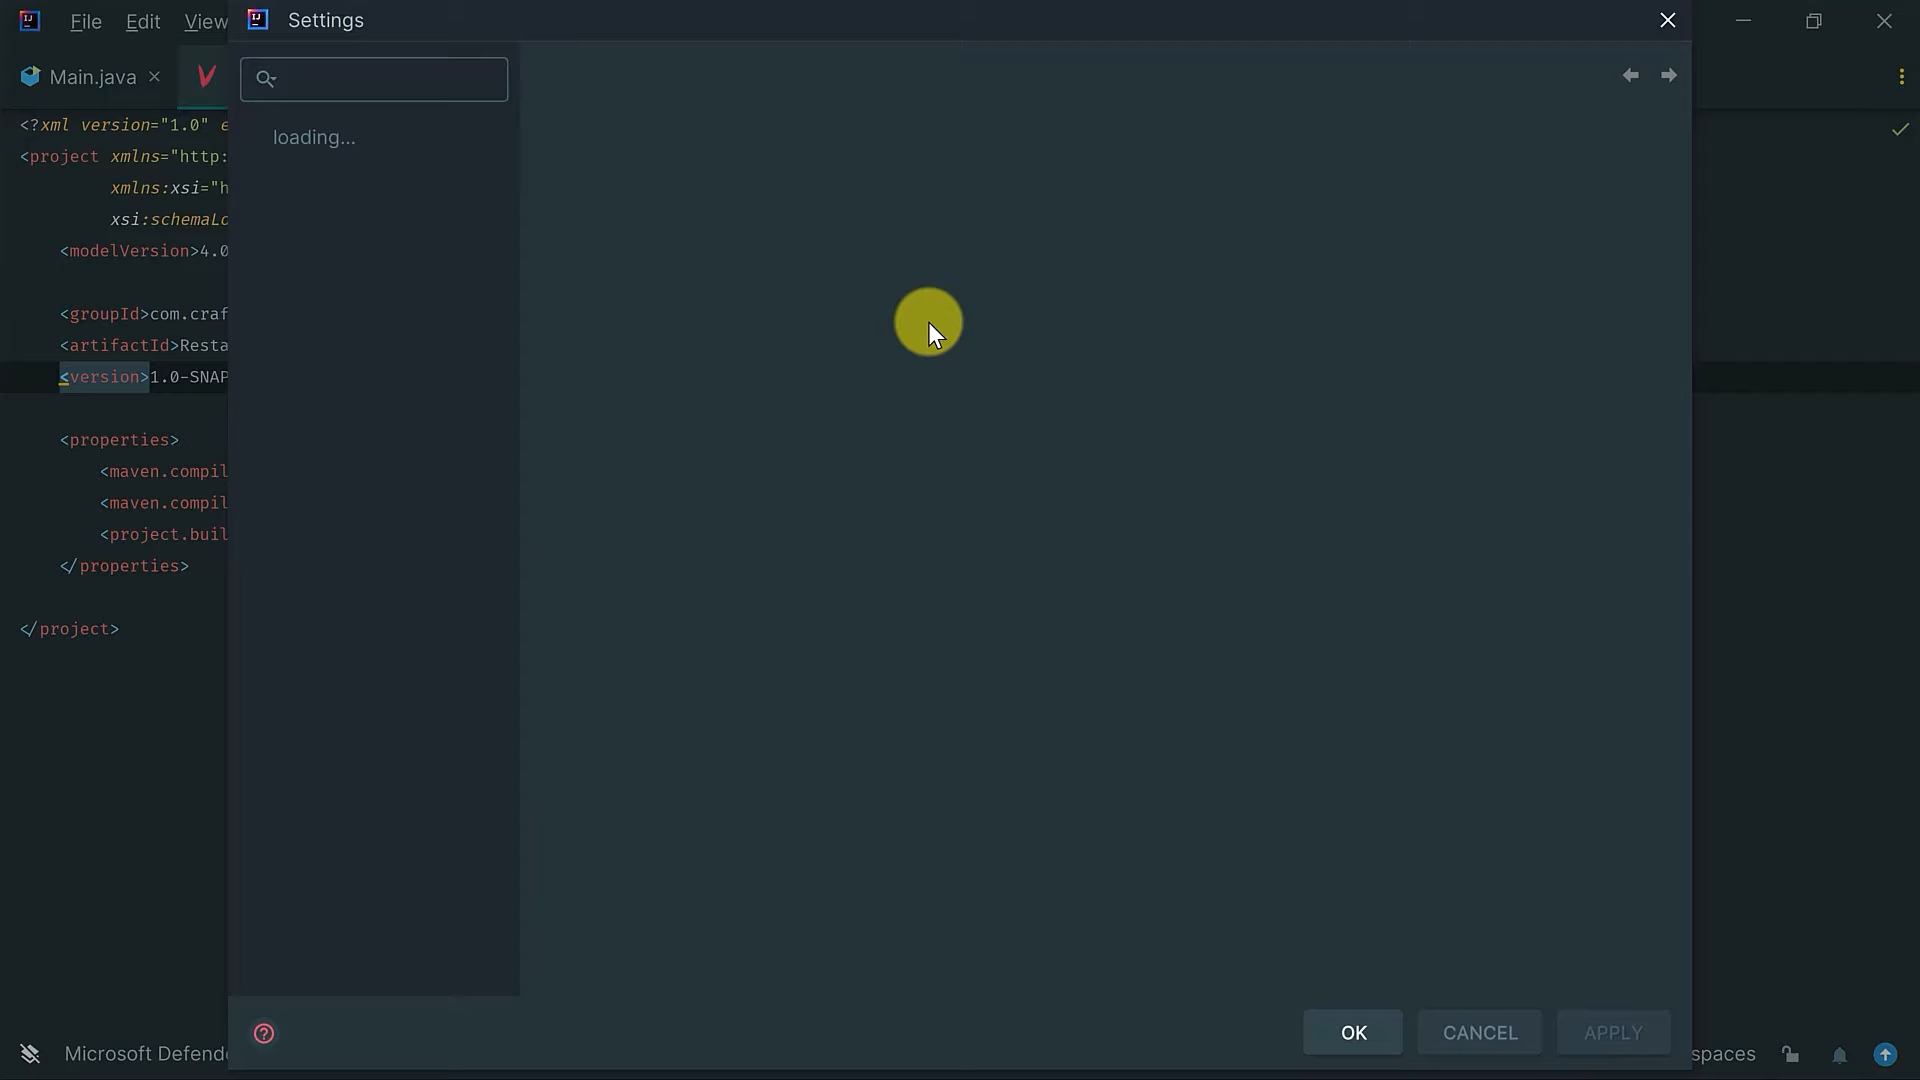 File Edit View
Settings
Main.java
loading...
<?xml version="1.0" e
<project xmlns="http:
xmlns:xsi="h
xsi:schemaLo
<modelVersion>4.0
<groupId>com.craf
<artifactId>Resta
<version>1.0-SNAP
<properties>
<maven.compil
<maven.compil
<project.buil
</properties>
</project>
OK CANCEL APPLY
Microsoft Defende
spaces